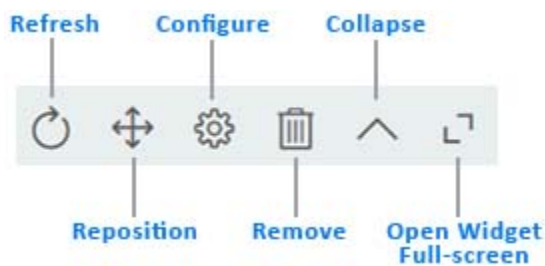 Refresh
Configure
Collapse
Reposition
Remove
Open Widget
Full-screen